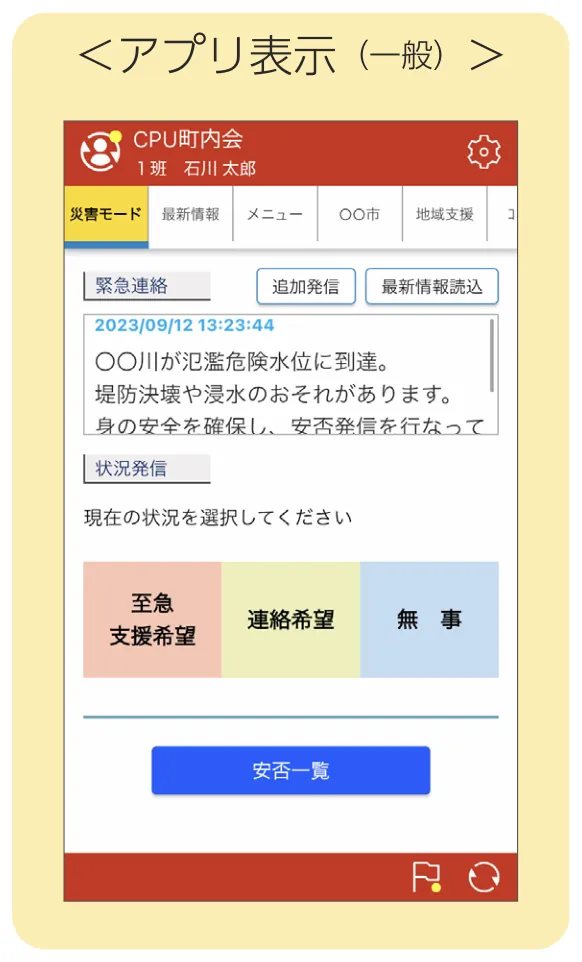 ＜アプリ表示（一般）＞
CPU町内会
１班　石川 太郎
災害モード 最新情報 メニュー 〇〇市 地域支援
緊急連絡 追加発信 最新情報読込
2023/09/12 13:23:44
〇〇川が氾濫危険水位に到達。
堤防決壊や浸水のおそれがあります。
身の安全を確保し、安否発信を行なって
状況発信
現在の状況を選択してください
至急
支援希望
連絡希望
無　事
安否一覧